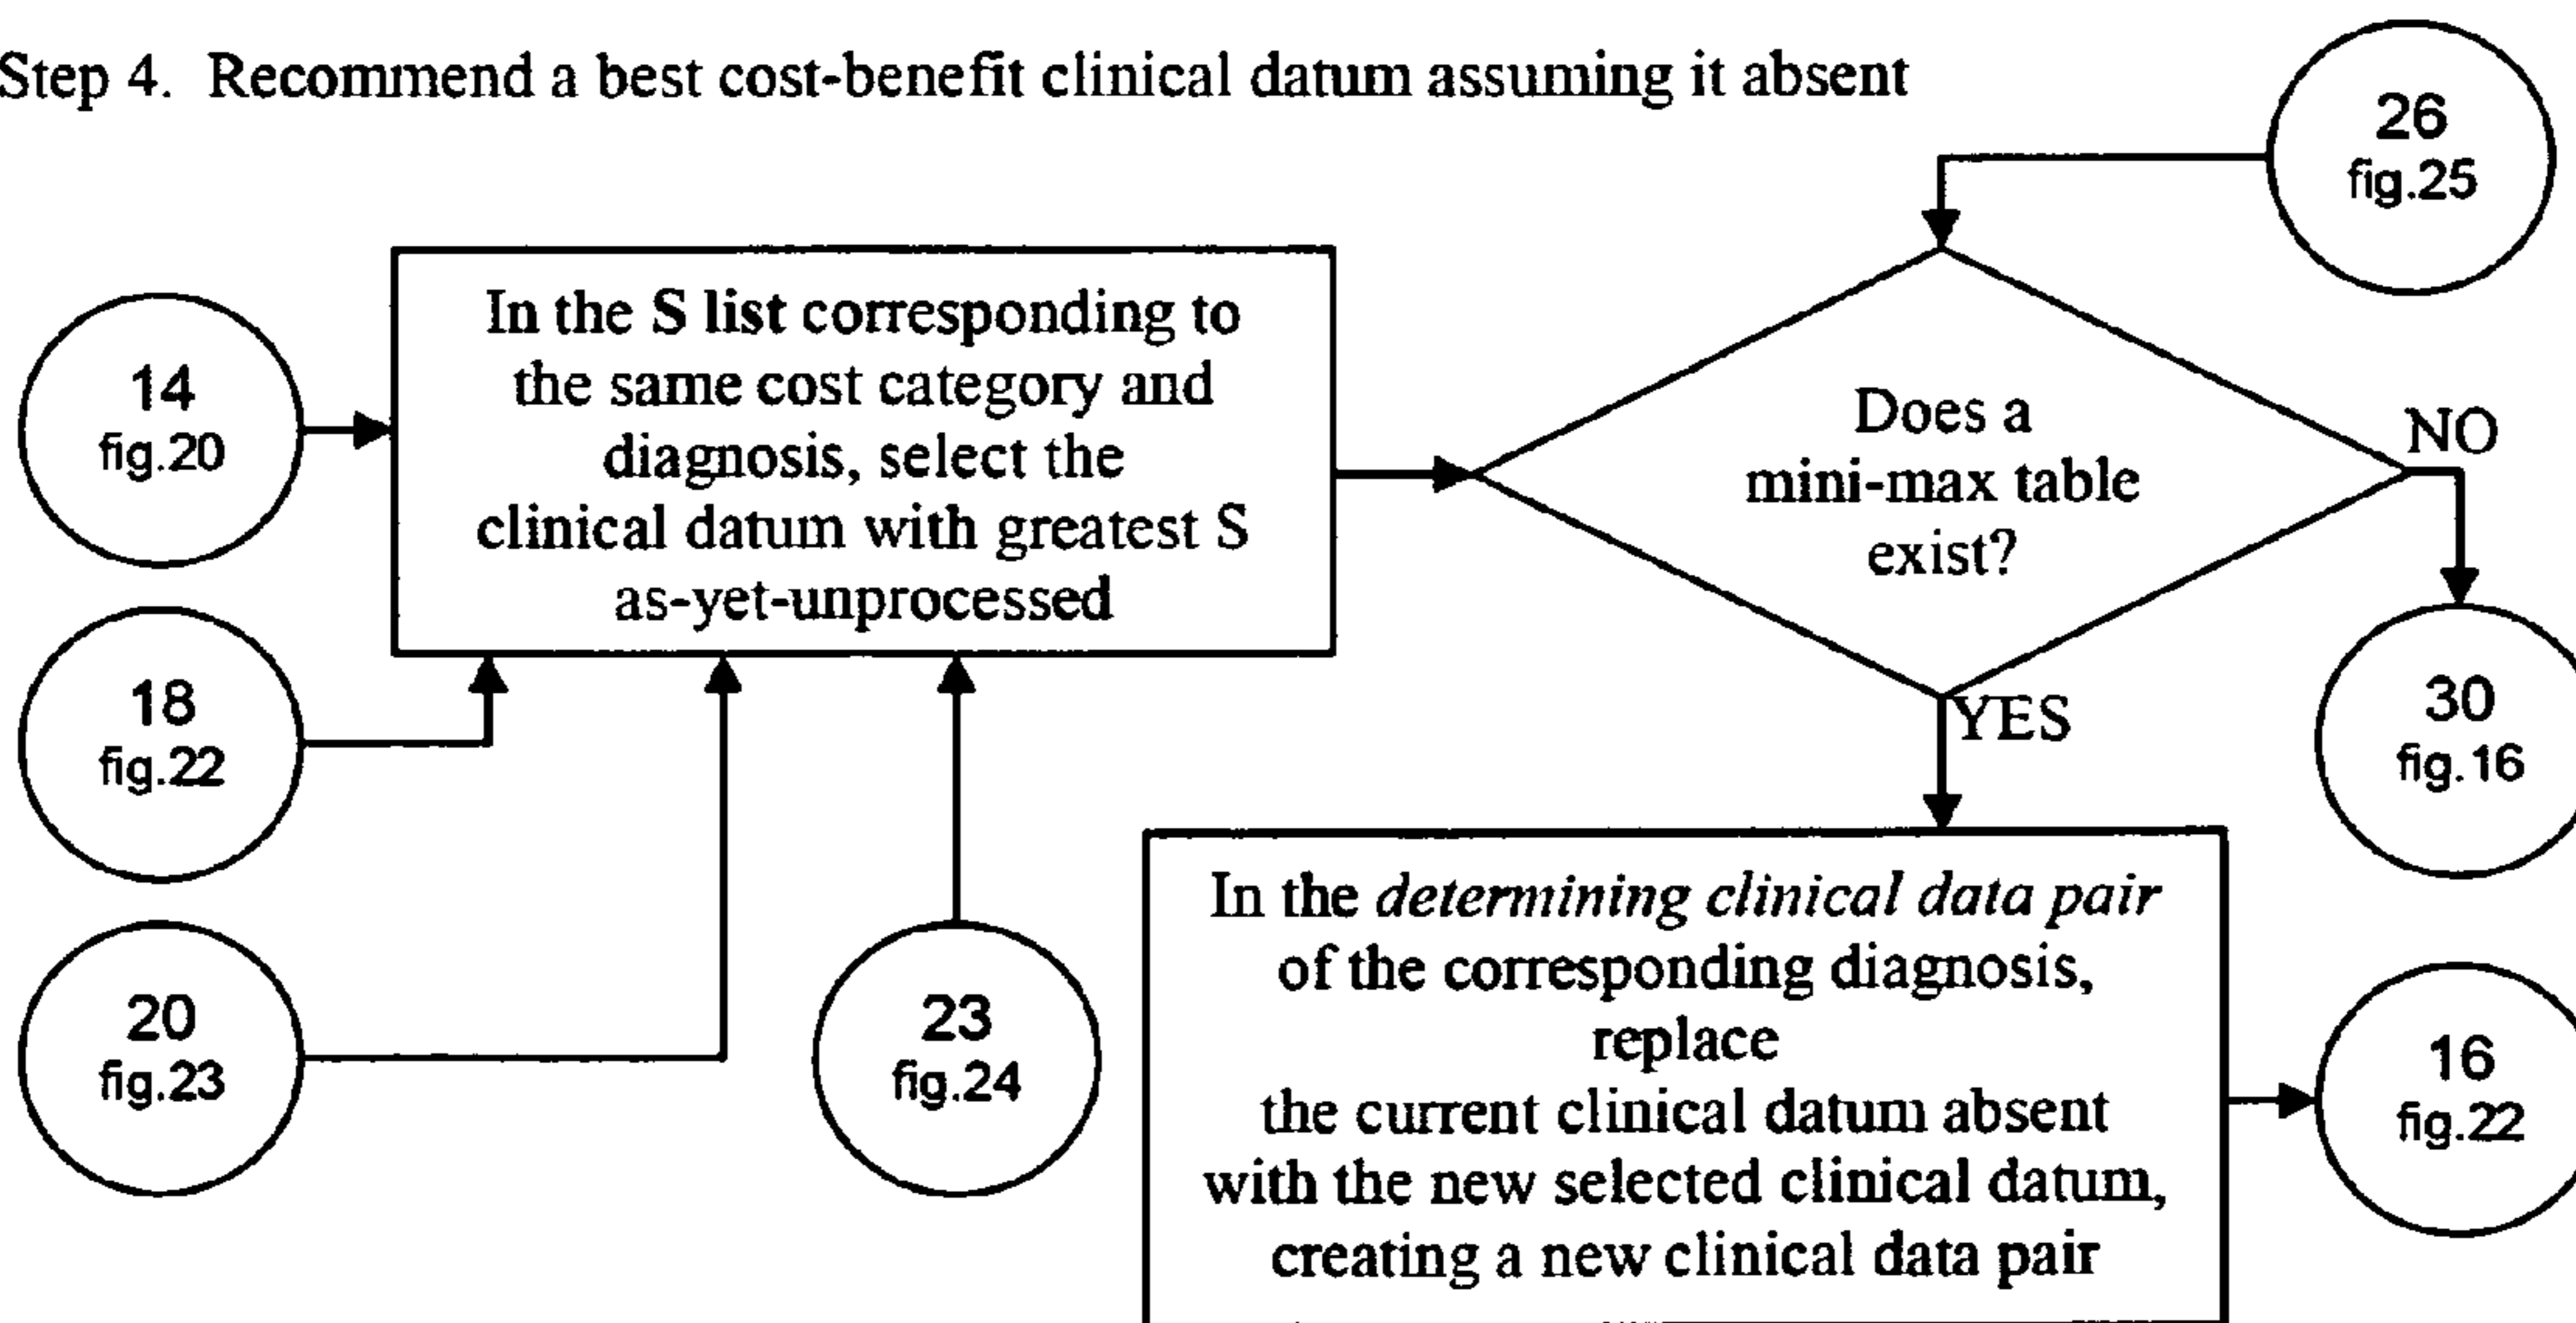 Step 4. Recommend a best cost-benefit clinical datum assuming it absent
26
fig.25
14
fig.20
In the S list corresponding to
the same cost category and
diagnosis, select the
clinical datum with greatest S
as-yet-unprocessed
Does a
mini-max table
exist?
NO
30
fig.16
YES
18
fig.22
20
fig.23
23
fig.24
In the determining clinical data pair
of the corresponding diagnosis,
replace
the current clinical datum absent
with the new selected clinical datum,
creating a new clinical data pair
16
fig.22